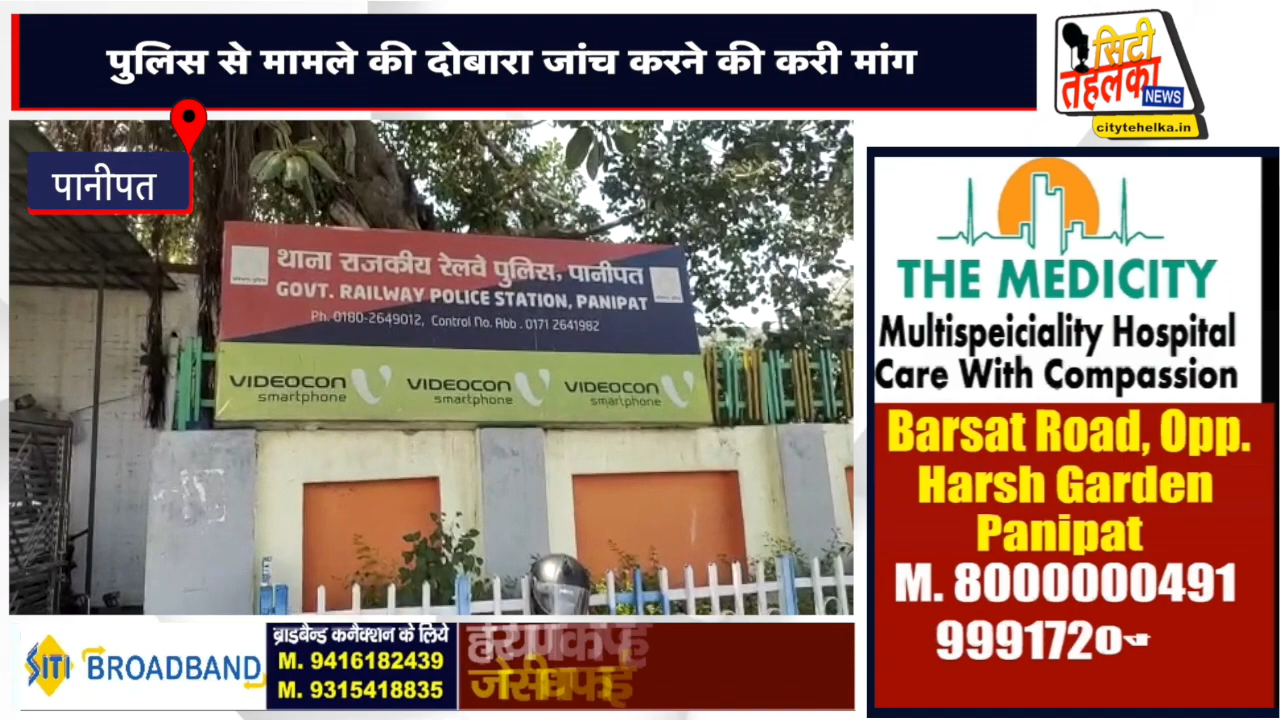 पुलिस से मामले की दोबारा जांच करने की करी मांग
सिटी
तहलका
NEWS
citytehelka.in
पानीपत
थाना राजकीय रेलवे पुलिस, पानीपत
GOVT. RAILWAY POLICE STATION, PANIPAT
Ph. 0180-2649012, Control No. Abb . 0171 2641982
VIDEOCON VIDEOCON VIDEOCON
smartphone smartphone smartphone
THE MEDICITY
Multispeiciality Hospital
Care With Compassion
Barsat Road, Opp.
Harsh Garden
Panipat
M. 8000000491
9991720
SITI BROADBAND
ब्राडबैन्ड कनैक्शन के लिये
M. 9416182439
M. 9315418835